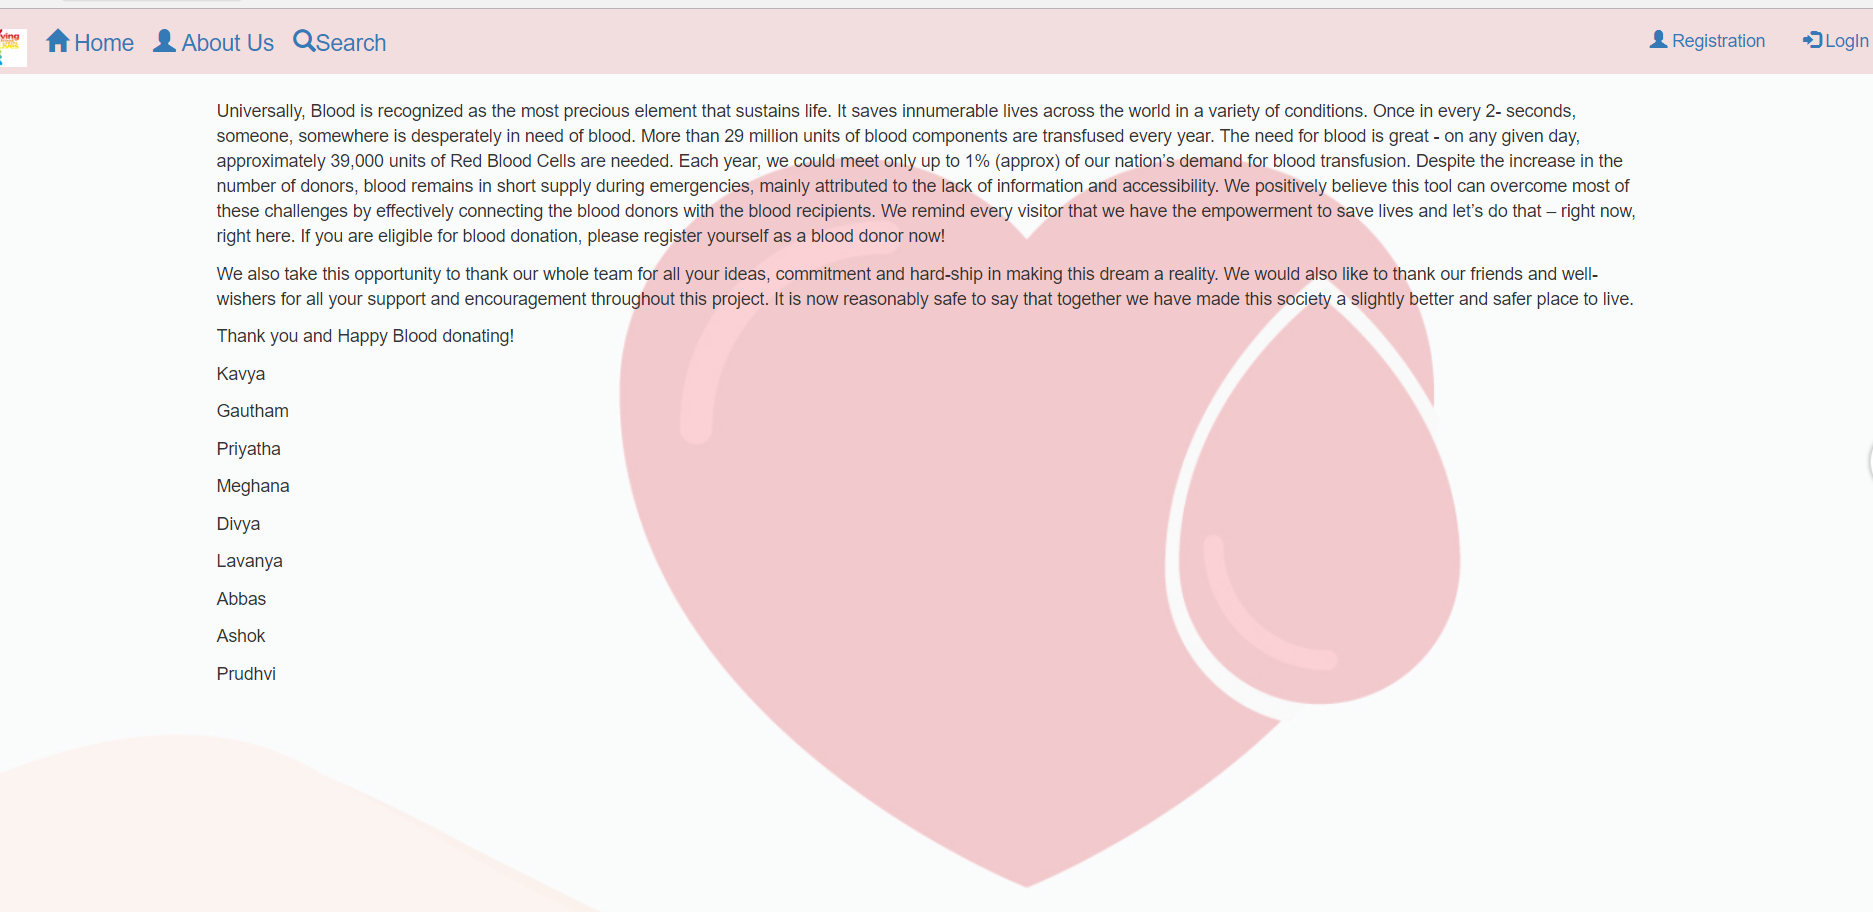 ving
Home
About Us
Search
Registration
LogIn
Universally, Blood is recognized as the most precious element that sustains life. It saves innumerable lives across the world in a variety of conditions. Once in every 2- seconds,
someone, somewhere is desperately in need of blood. More than 29 million units of blood components are transfused every year. The need for blood is great - on any given day,
approximately 39,000 units of Red Blood Cells are needed. Each year, we could meet only up to 1% (approx) of our nation’s demand for blood transfusion. Despite the increase in the
number of donors, blood remains in short supply during emergencies, mainly attributed to the lack of information and accessibility. We positively believe this tool can overcome most of
these challenges by effectively connecting the blood donors with the blood recipients. We remind every visitor that we have the empowerment to save lives and let’s do that – right now,
right here. If you are eligible for blood donation, please register yourself as a blood donor now!
We also take this opportunity to thank our whole team for all your ideas, commitment and hard-ship in making this dream a reality. We would also like to thank our friends and well-
wishers for all your support and encouragement throughout this project. It is now reasonably safe to say that together we have made this society a slightly better and safer place to live.
Thank you and Happy Blood donating!
Kavya
Gautham
Priyatha
Meghana
Divya
Lavanya
Abbas
Ashok
Prudhvi